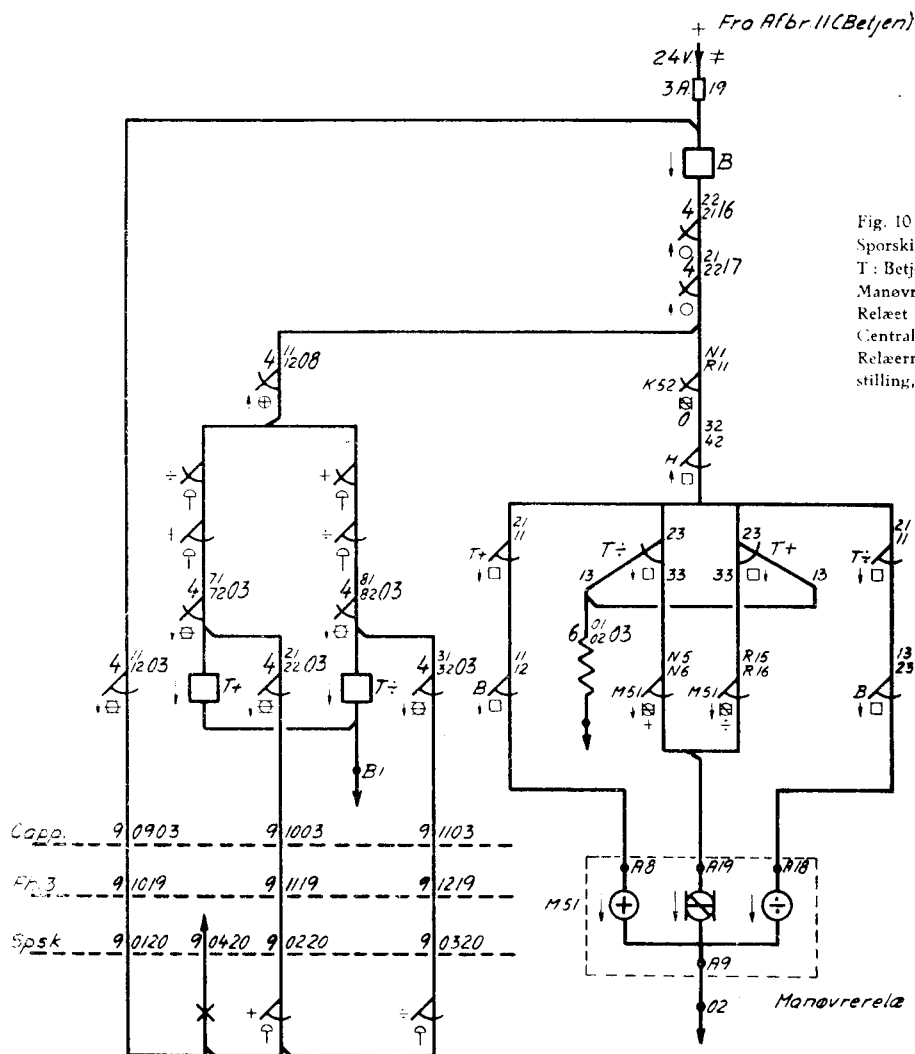 + Fra Afbr. 11 (Betjen)
24V. ≠
3A. 19
B
4 22 21 16
4 21 22 17
Fig. 10
Sporski
T : Betj
Manøvr
Relæet
Central
Relæern
stilling,
4 11 12 08
N1
R11
K52
0
32
42
H
÷
+
+
÷
21
11
T+
23
T÷
33
13
23
T+
33
13
21
11
T÷
4 71 72 03
4 81 82 03
6 01 02 03
4 11 12 03
T+
4 21 22 03
T÷
4 31 32 03
11
12
B
N5
N6
M51
+
R15
R16
M51
÷
13
23
B
B1
Capp. 9 0903 9 1003 9 1103
9 1019 9 1119 9 1219
Spsk 9 0120 9 0420 9 0220 9 0320
A8 A19 A18
M51 + ÷
A9
+ ÷
02
Manøvrerelæ